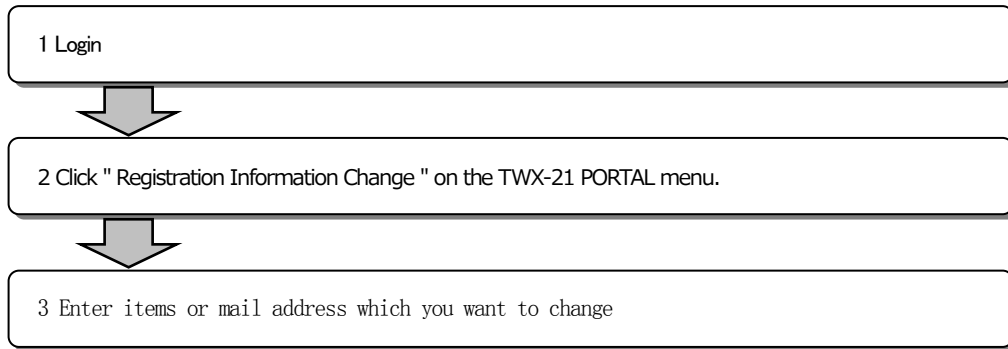 1 Login
2 Click " Registration Information Change " on the TWX-21 PORTAL menu.
3 Enter items or mail address which you want to change